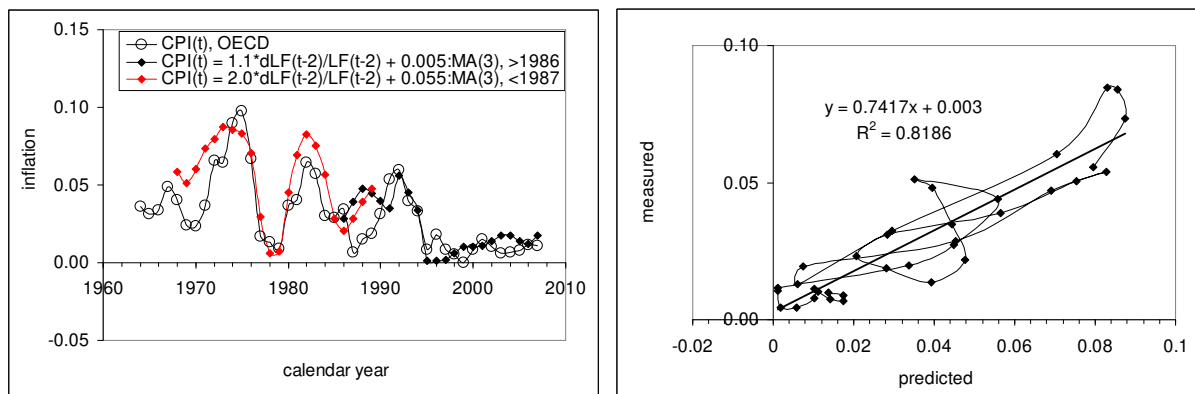 0.15
CPI(t), OECD
CPI(t) = 1.1*dLF(t-2)/LF(t-2) + 0.005:MA(3), >1986
CPI(t) = 2.0*dLF(t-2)/LF(t-2) + 0.055:MA(3), <1987
0.10
0.05
0.00
-0.05
inflation
1960 1970 1980 1990 2000 2010
calendar year
0.10
0.05
0.00
measured
y = 0.7417x + 0.003
R² = 0.8186
-0.02 0 0.02 0.04 0.06 0.08 0.1
predicted